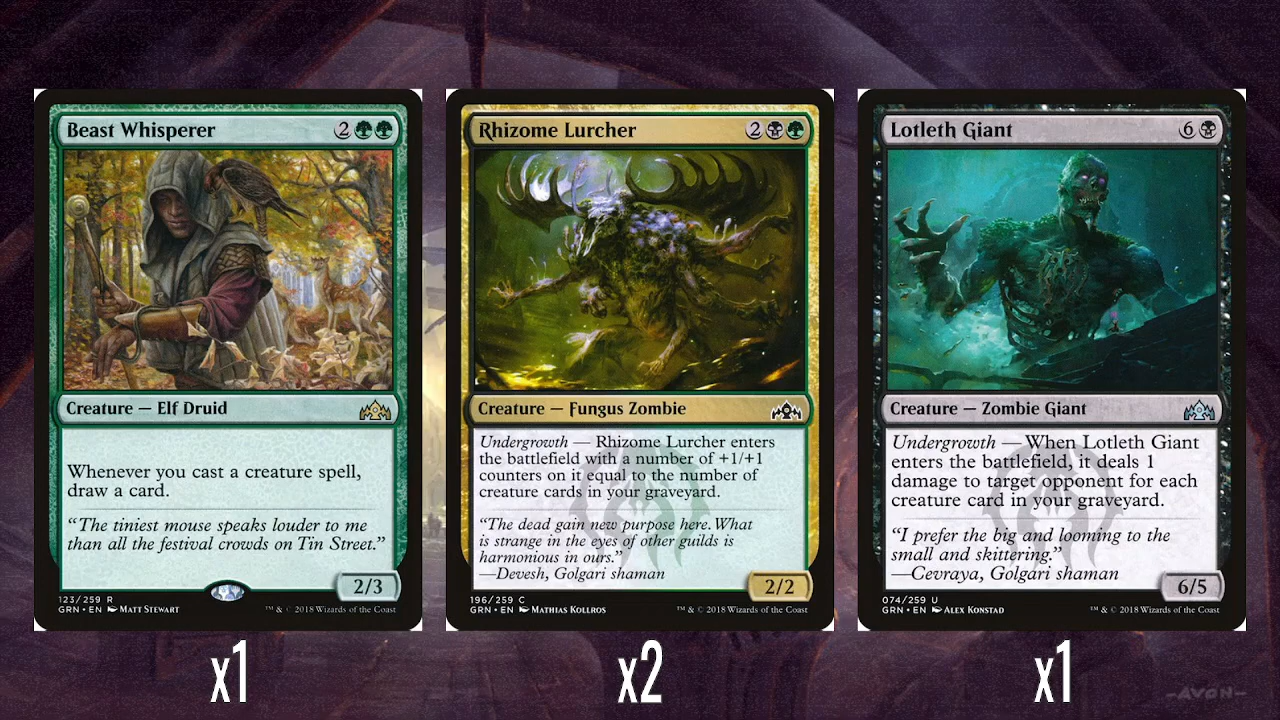 Beast Whisperer 2
Creature — Elf Druid
Whenever you cast a creature spell,
draw a card.
“The tiniest mouse speaks louder to me
than all the festival crowds on Tin Street.”
2/3
123/259 R
GRN • EN MATT STEWART ™ & © 2018 Wizards of the Coast
x1
Rhizome Lurcher 2
Creature — Fungus Zombie
Undergrowth — Rhizome Lurcher enters
the battlefield with a number of +1/+1
counters on it equal to the number of
creature cards in your graveyard.
“The dead gain new purpose here. What
is strange in the eyes of other guilds is
harmonious in ours.”
—Devesh, Golgari shaman
2/2
196/259 C
GRN • EN MATHIAS KOLLROS ™ & © 2018 Wizards of the Coast
x2
Lotleth Giant 6
Creature — Zombie Giant
Undergrowth — When Lotleth Giant
enters the battlefield, it deals 1
damage to target opponent for each
creature card in your graveyard.
“I prefer the big and looming to the
small and skittering.”
—Cevraya, Golgari shaman
6/5
074/259 U
GRN • EN ALEX KONSTAD ™ & © 2018 Wizards of the Coast
x1
-AVON-